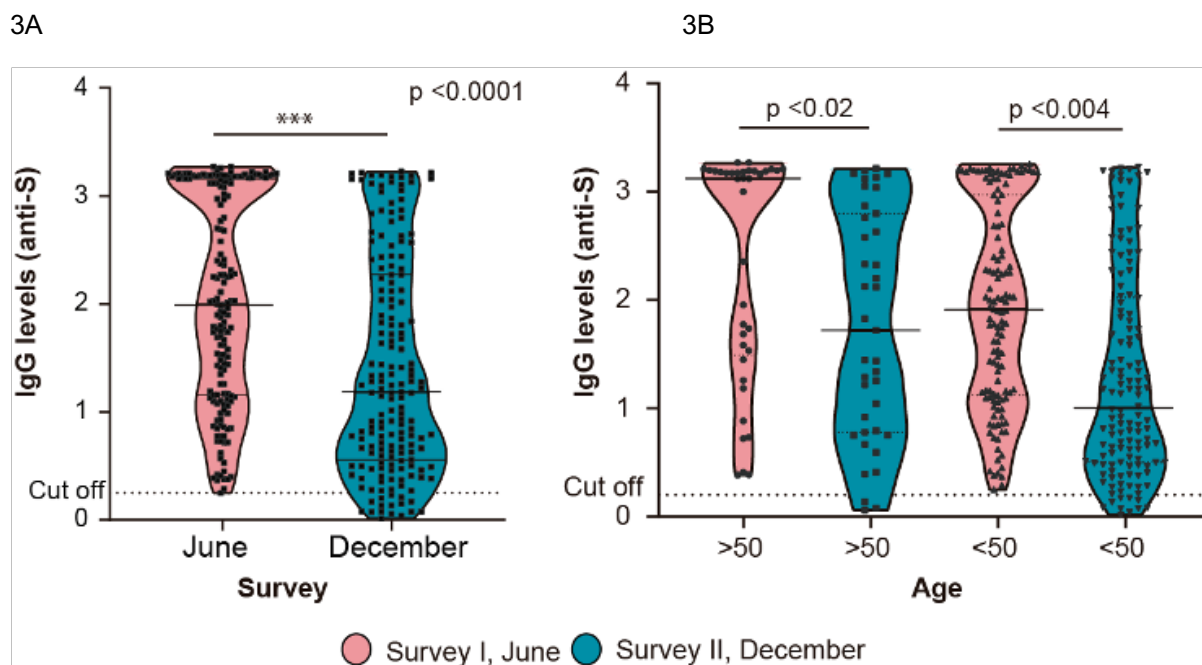 3A
3B
4
3
2
1
0
IgG levels (anti-S)
Cut off
***
p <0.0001
June
December
Survey
4
3
2
1
0
IgG levels (anti-S)
Cut off
p <0.02
p <0.004
>50
>50
<50
<50
Age
Survey I, June
Survey II, December